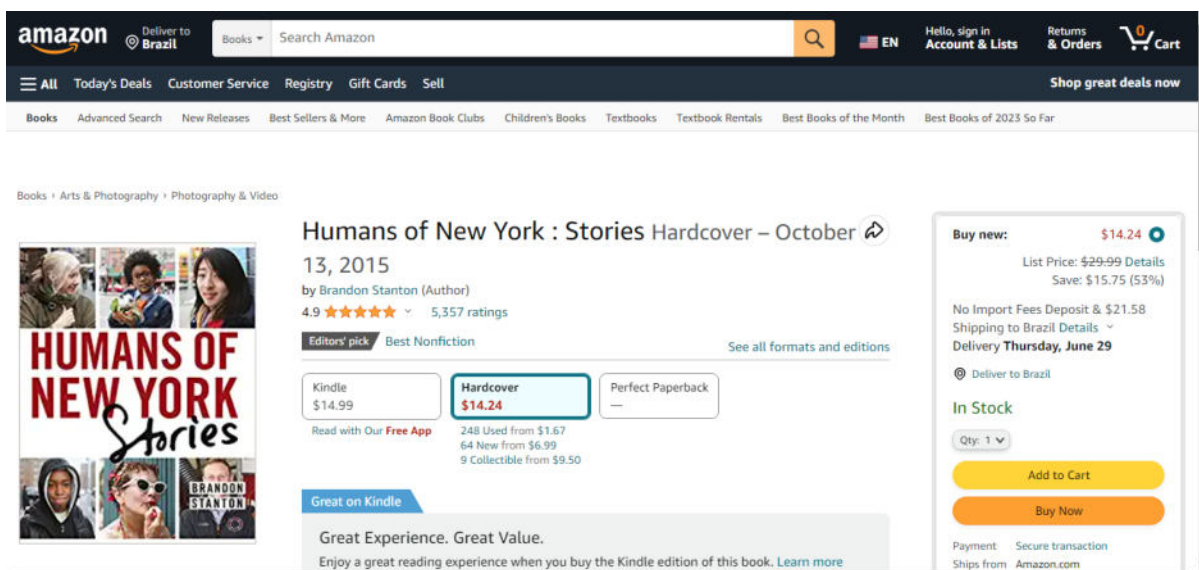 amazon
Deliver to
Brazil
Books
Search Amazon
EN
Hello, sign in
Account & Lists
Returns
& Orders
0
Cart
All Today's Deals Customer Service Registry Gift Cards Sell
Shop great deals now
Books Advanced Search New Releases Best Sellers & More Amazon Book Clubs Children's Books Textbooks Textbook Rentals Best Books of the Month Best Books of 2023 So Far
Books › Arts & Photography › Photography & Video
HUMANS OF
NEW YORK
Stories
BRANDON
STANTON
Humans of New York : Stories Hardcover – October
13, 2015
by Brandon Stanton (Author)
4.9 5,357 ratings
Editors' pick Best Nonfiction
See all formats and editions
Kindle
$14.99
Read with Our Free App
Hardcover
$14.24
248 Used from $1.67
64 New from $6.99
9 Collectible from $9.50
Perfect Paperback
—
Great on Kindle
Great Experience. Great Value.
Enjoy a great reading experience when you buy the Kindle edition of this book. Learn more
Buy new: $14.24
List Price: $29.99 Details
Save: $15.75 (53%)
No Import Fees Deposit & $21.58
Shipping to Brazil Details
Delivery Thursday, June 29
Deliver to Brazil
In Stock
Qty: 1
Add to Cart
Buy Now
Payment Secure transaction
Ships from Amazon.com